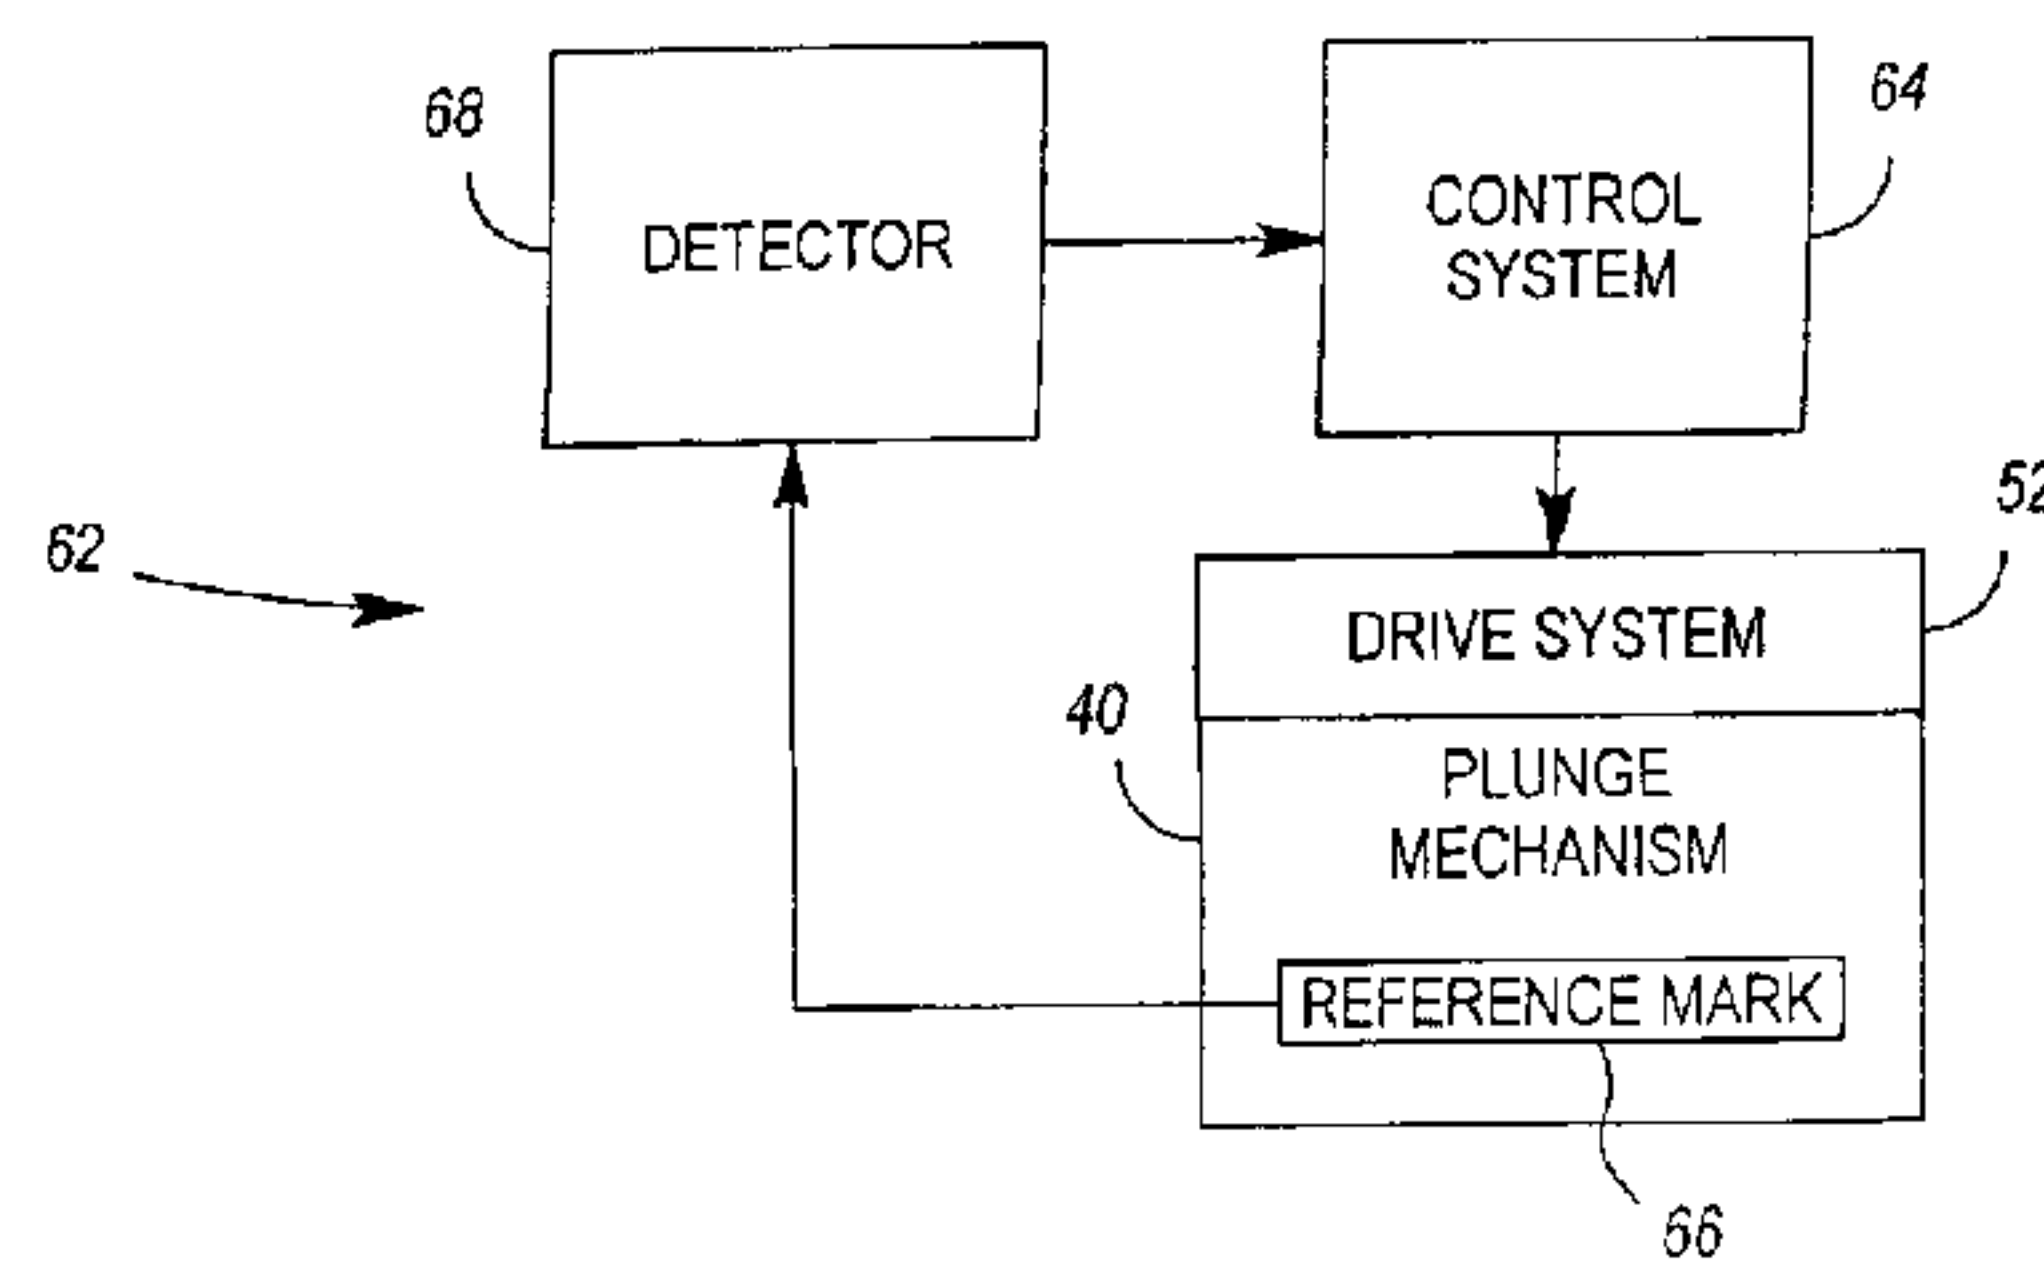 68
64
DETECTOR
CONTROL
SYSTEM
62
52
DRIVE SYSTEM
40
PLUNGE
MECHANISM
REFERENCE MARK
66